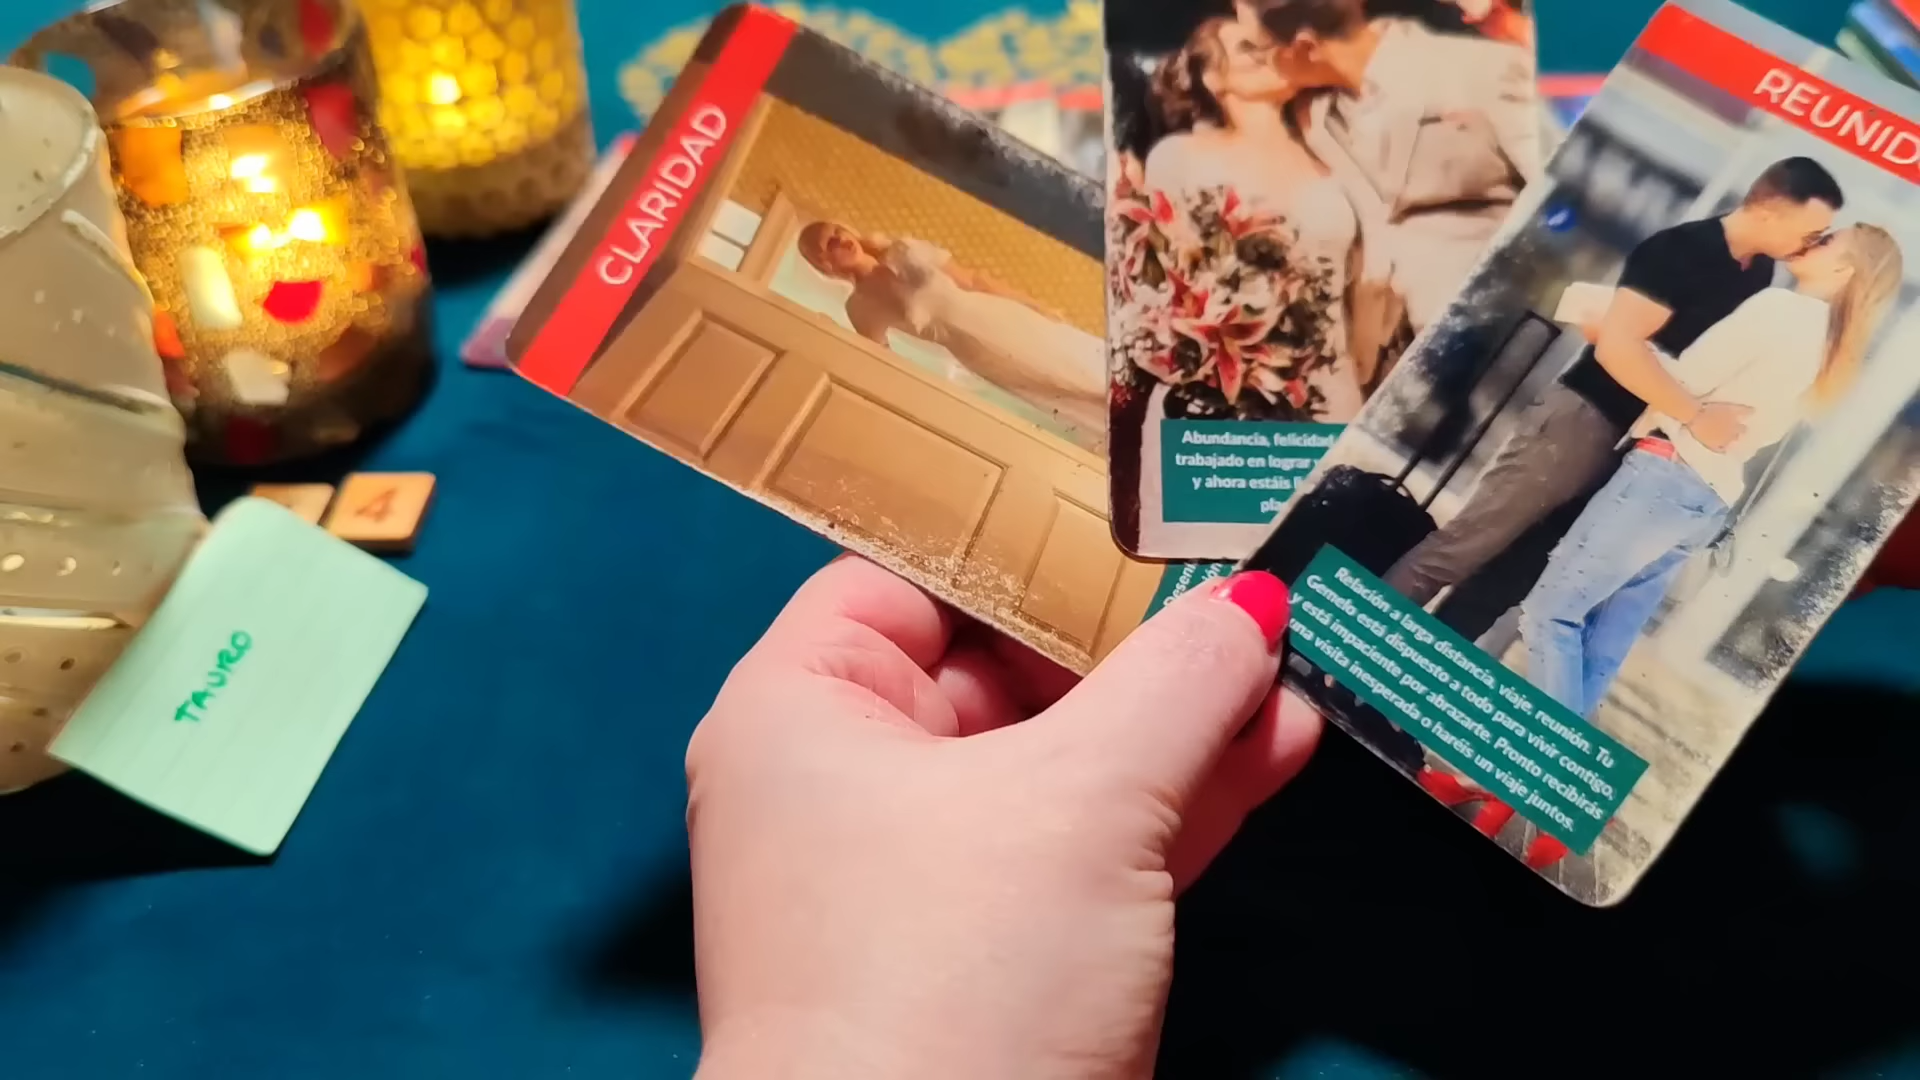 CLARIDAD
REUNID
Abundancia, felicidad
trabajado en lograr
y ahora estáis
Relación a larga distancia, viaje, reunión. Tu
Gemelo está dispuesto a todo para vivir contigo,
y está impaciente por abrazarte. Pronto recibirás
una visita inesperada o haréis un viaje juntos.
4
TAURO